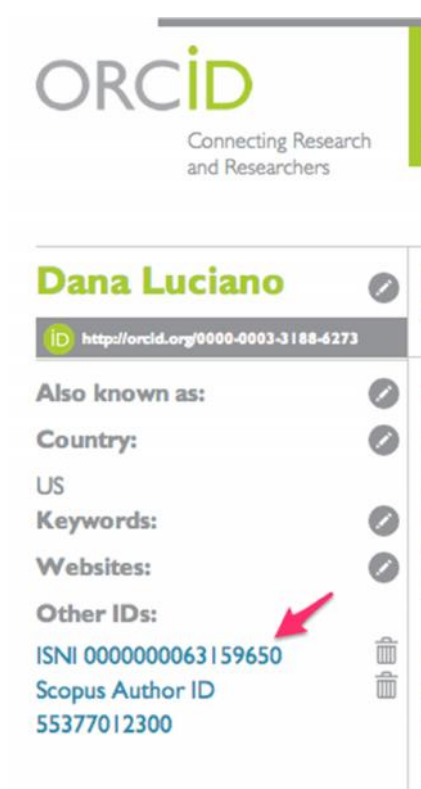 ORCiD
Connecting Research
and Researchers
Dana Luciano
iD http://orcid.org/0000-0003-3188-6273
Also known as:
Country:
US
Keywords:
Websites:
Other IDs:
ISNI 0000000063159650
Scopus Author ID
55377012300